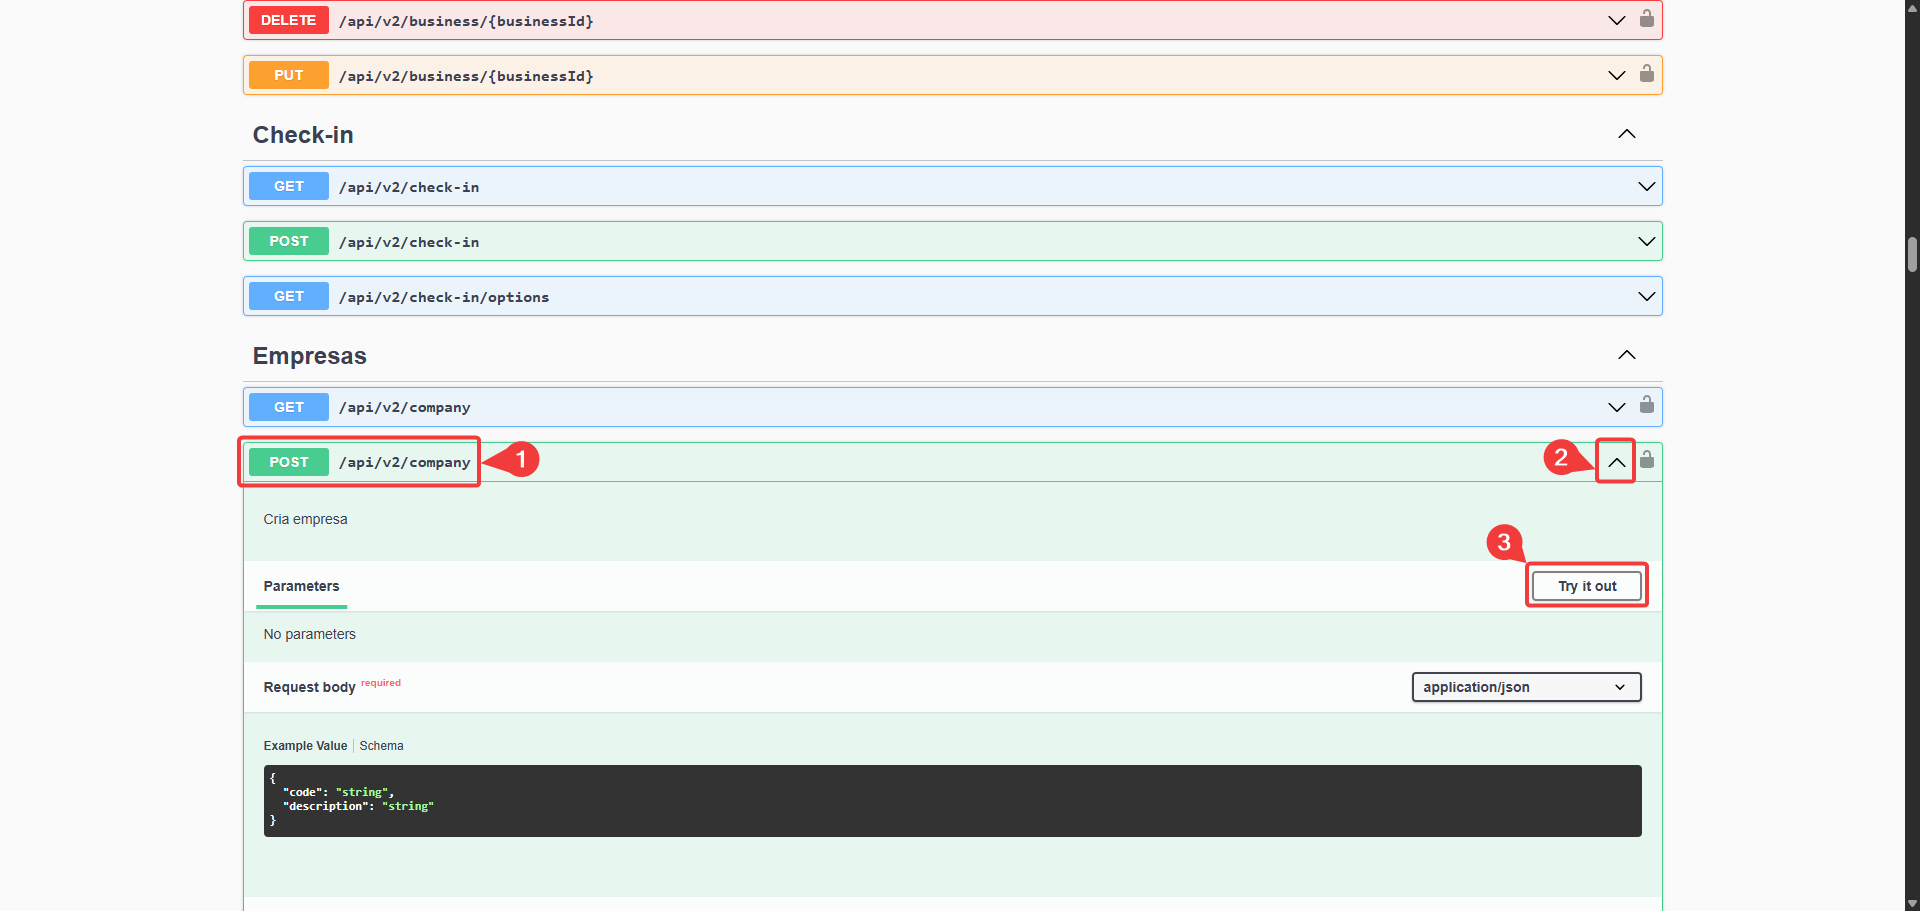 DELETE /api/v2/business/{businessId}
PUT /api/v2/business/{businessId}
Check-in
GET /api/v2/check-in
POST /api/v2/check-in
GET /api/v2/check-in/options
Empresas
GET /api/v2/company
POST /api/v2/company 1 2
Cria empresa
3
Parameters Try it out
No parameters
Request body required application/json
Example Value Schema
{
"code": "string",
"description": "string"
}